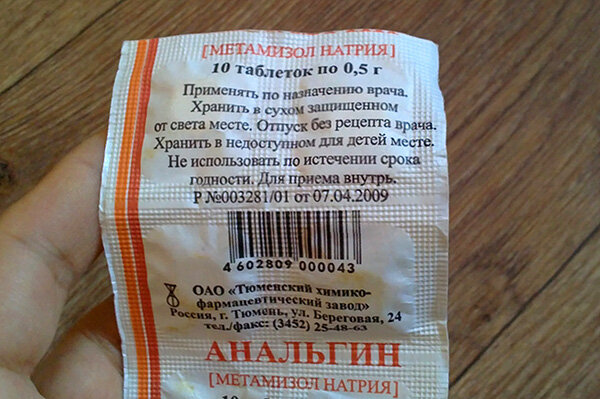 [МЕТАМИЗОЛ НАТРИЯ]
10 таблеток по 0,5 г
Применять по назначению врача.
Хранить в сухом защищенном
от света месте. Отпуск без рецепта врача.
Хранить в недоступном для детей месте.
Не использовать по истечении срока
годности. Для приема внутрь.
Р №003281/01 от 07.04.2009
4 602809 000043
ОАО «Тюменский химико-
фармацевтический завод»
Россия, г. Тюмень, ул. Береговая, 24
тел./факс: (3452) 25-48-63
АНАЛЬГИН
[МЕТАМИЗОЛ НАТРИЯ]